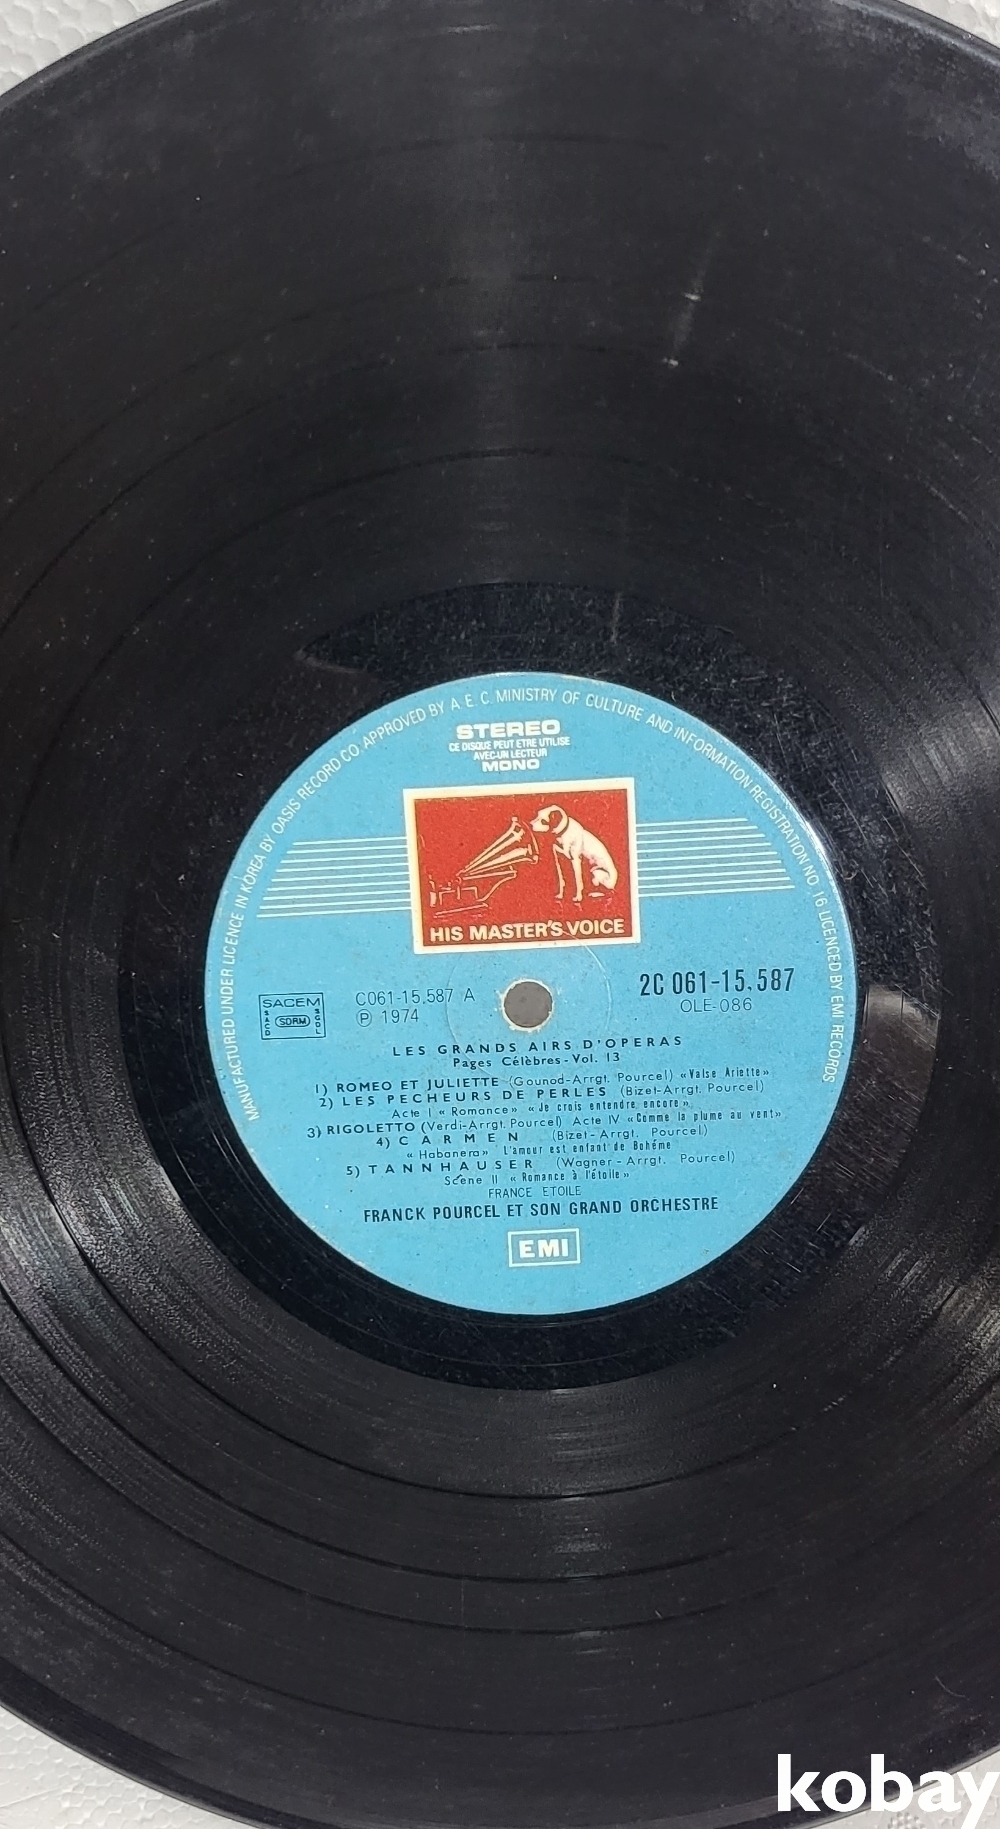 MANUFACTURED UNDER LICENCE IN KOREA BY OASIS RECORD CO APPROVED BY A E C MINISTRY OF CULTURE AND INFORMATION REGISTRATION NO. 16 LICENCED BY EMI RECORDS
STEREO
CE DISQUE PEUT ETRE UTILISE
AVEC UN LECTEUR
MONO
HIS MASTER'S VOICE
SACEM
SACD SDRM SGDL
C061-15.587 A
Ⓟ 1974
2C 061-15.587
OLE-086
LES GRANDS AIRS D'OPERAS
Pages Célèbres - Vol. 13
1) ROMEO ET JULIETTE (Gounod-Arrgt. Pourcel) «Valse Ariette»
2) LES PECHEURS DE PERLES (Bizet-Arrgt. Pourcel)
Acte I « Romance» «Je crois entendre encore»
3) RIGOLETTO (Verdi-Arrgt. Pourcel) Acte IV «Comme la plume au vent»
4) CARMEN (Bizet-Arrgt. Pourcel)
«Habanera» L'amour est enfant de Bohéme
5) TANNHAUSER (Wagner - Arrgt. Pourcel)
Scene II «Romance à l'étoile»
FRANCE ETOILE
FRANCK POURCEL ET SON GRAND ORCHESTRE
EMI
kobay